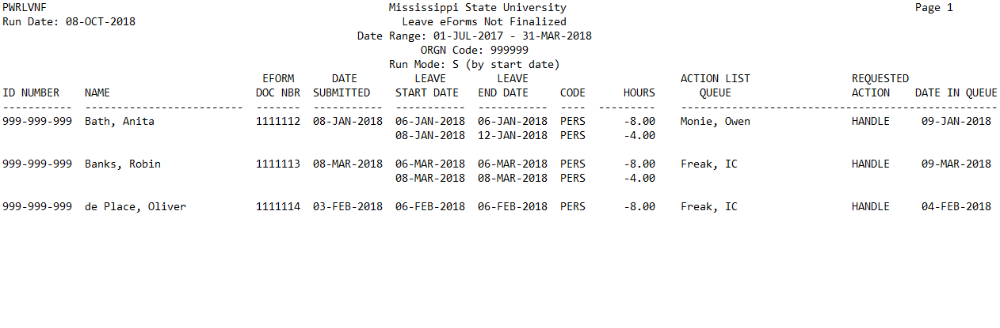 PWRLVNF Mississippi State University Page 1
Run Date: 08-OCT-2018 Leave eForms Not Finalized
Date Range: 01-JUL-2017 - 31-MAR-2018
ORGN Code: 999999
Run Mode: S (by start date)
EFORM DATE LEAVE LEAVE ACTION LIST REQUESTED
ID NUMBER NAME DOC NBR SUBMITTED START DATE END DATE CODE HOURS QUEUE ACTION DATE IN QUEUE
----------- ------------------------- ------- ----------- ----------- ----------- ---- --------- --------------------------------------------------
999-999-999 Bath, Anita 1111112 08-JAN-2018 06-JAN-2018 06-JAN-2018 PERS -8.00 Monie, Owen HANDLE 09-JAN-2018
08-JAN-2018 12-JAN-2018 PERS -4.00
999-999-999 Banks, Robin 1111113 08-MAR-2018 06-MAR-2018 06-MAR-2018 PERS -8.00 Freak, IC HANDLE 09-MAR-2018
08-MAR-2018 08-MAR-2018 PERS -4.00
999-999-999 de Place, Oliver 1111114 03-FEB-2018 06-FEB-2018 06-FEB-2018 PERS -8.00 Freak, IC HANDLE 04-FEB-2018